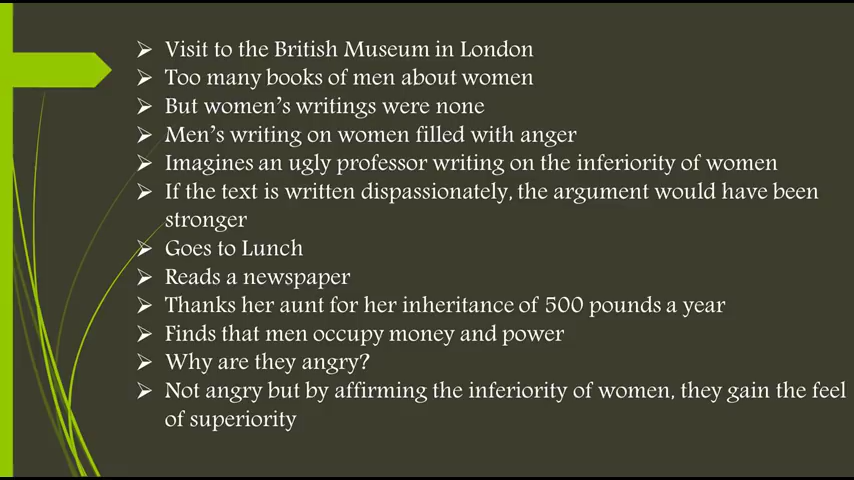 ➢ Visit to the British Museum in London
➢ Too many books of men about women
➢ But women's writings were none
➢ Men's writing on women filled with anger
➢ Imagines an ugly professor writing on the inferiority of women
➢ If the text is written dispassionately, the argument would have been
stronger
➢ Goes to Lunch
➢ Reads a newspaper
➢ Thanks her aunt for her inheritance of 500 pounds a year
➢ Finds that men occupy money and power
➢ Why are they angry?
➢ Not angry but by affirming the inferiority of women, they gain the feel
of superiority